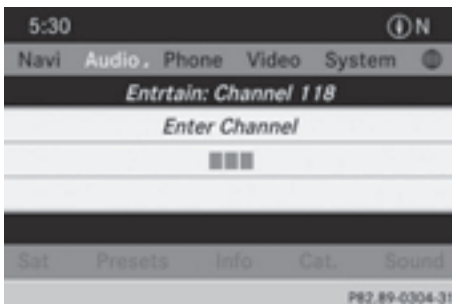 5:30 N
Navi Audio Phone Video System
Entrtain: Channel 118
Enter Channel
Sat Presets Info Cat. Sound
P82.89-0304-31